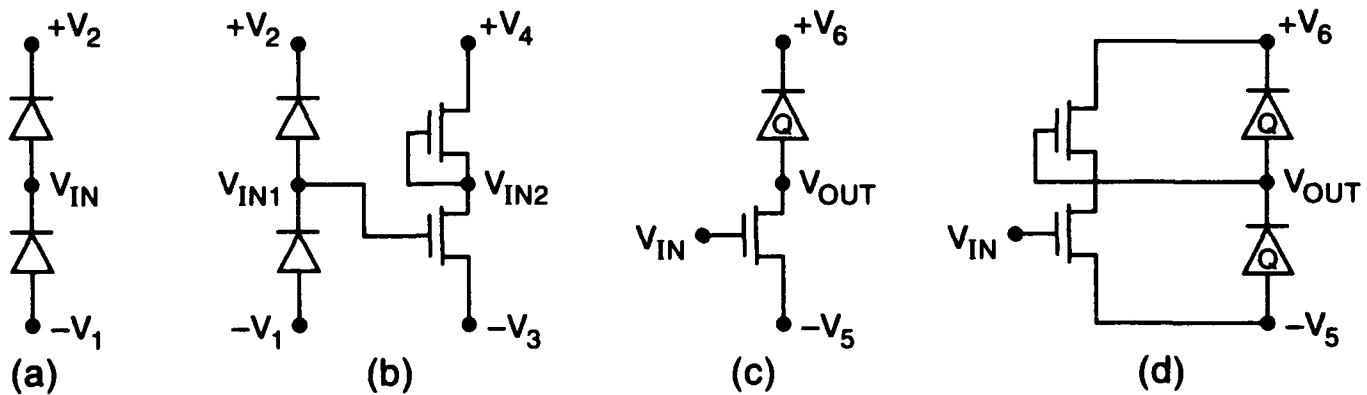 +V2 +V2 +V4 +V6 +V6
Q Q
VIN VIN1 VIN2 VOUT VOUT
VIN VIN Q
−V1 −V1 −V3 −V5 −V5
(a) (b) (c) (d)